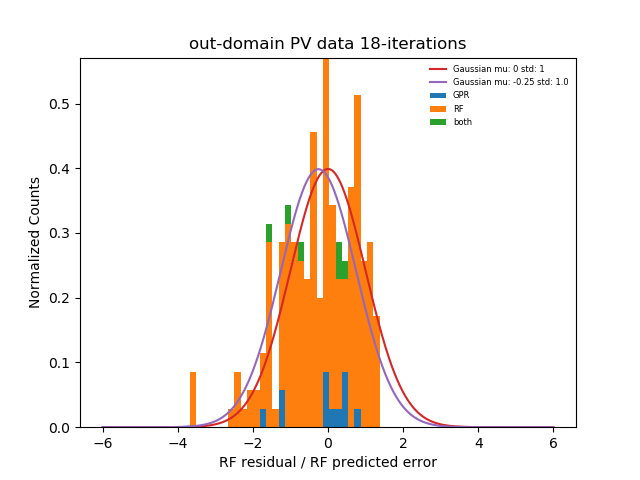 out-domain PV data 18-iterations
Gaussian mu: 0 std: 1
Gaussian mu: -0.25 std: 1.0
GPR
RF
both
Normalized Counts
0.5
0.4
0.3
0.2
0.1
0.0
−6 −4 −2 0 2 4 6
RF residual / RF predicted error